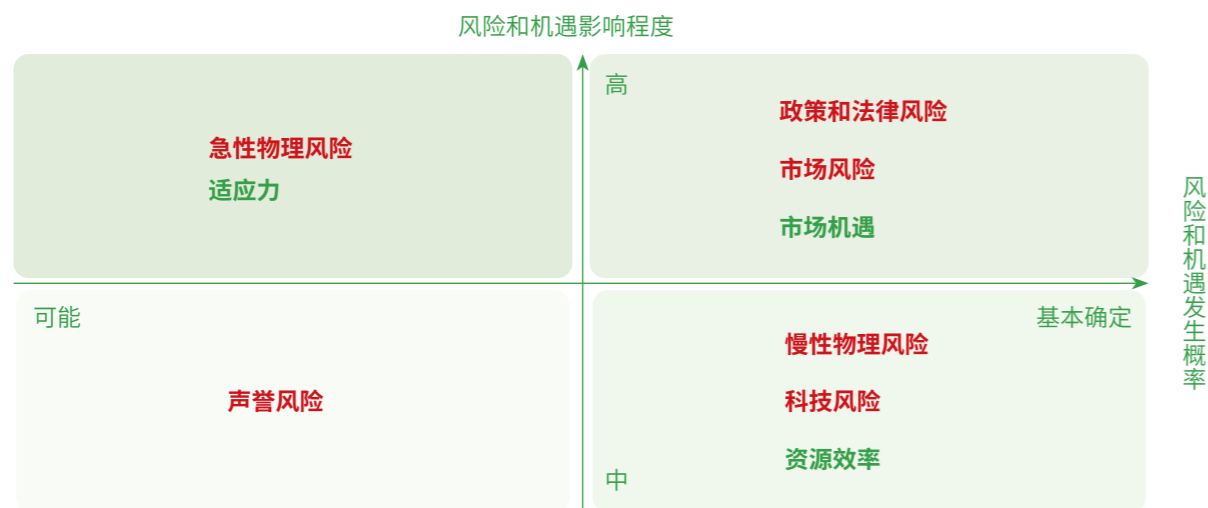 风险和机遇影响程度
高
急性物理风险
适应力
政策和法律风险
市场风险
市场机遇
风险和机遇发生概率
可能
基本确定
声誉风险
慢性物理风险
科技风险
资源效率
中